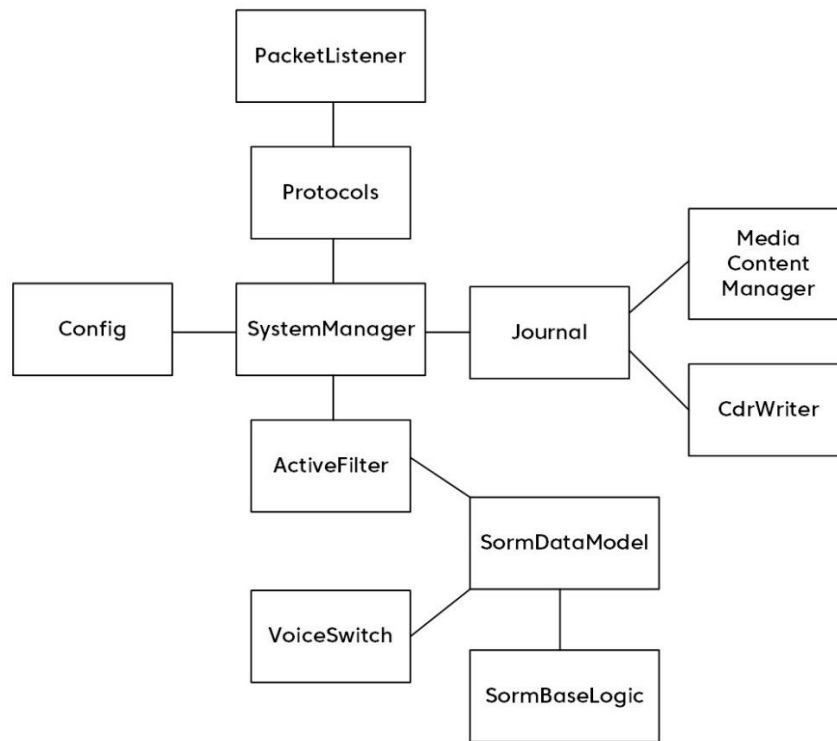 PacketListener
Protocols
Media
Content
Manager
Config
SystemManager
Journal
CdrWriter
ActiveFilter
SormDataModel
VoiceSwitch
SormBaseLogic